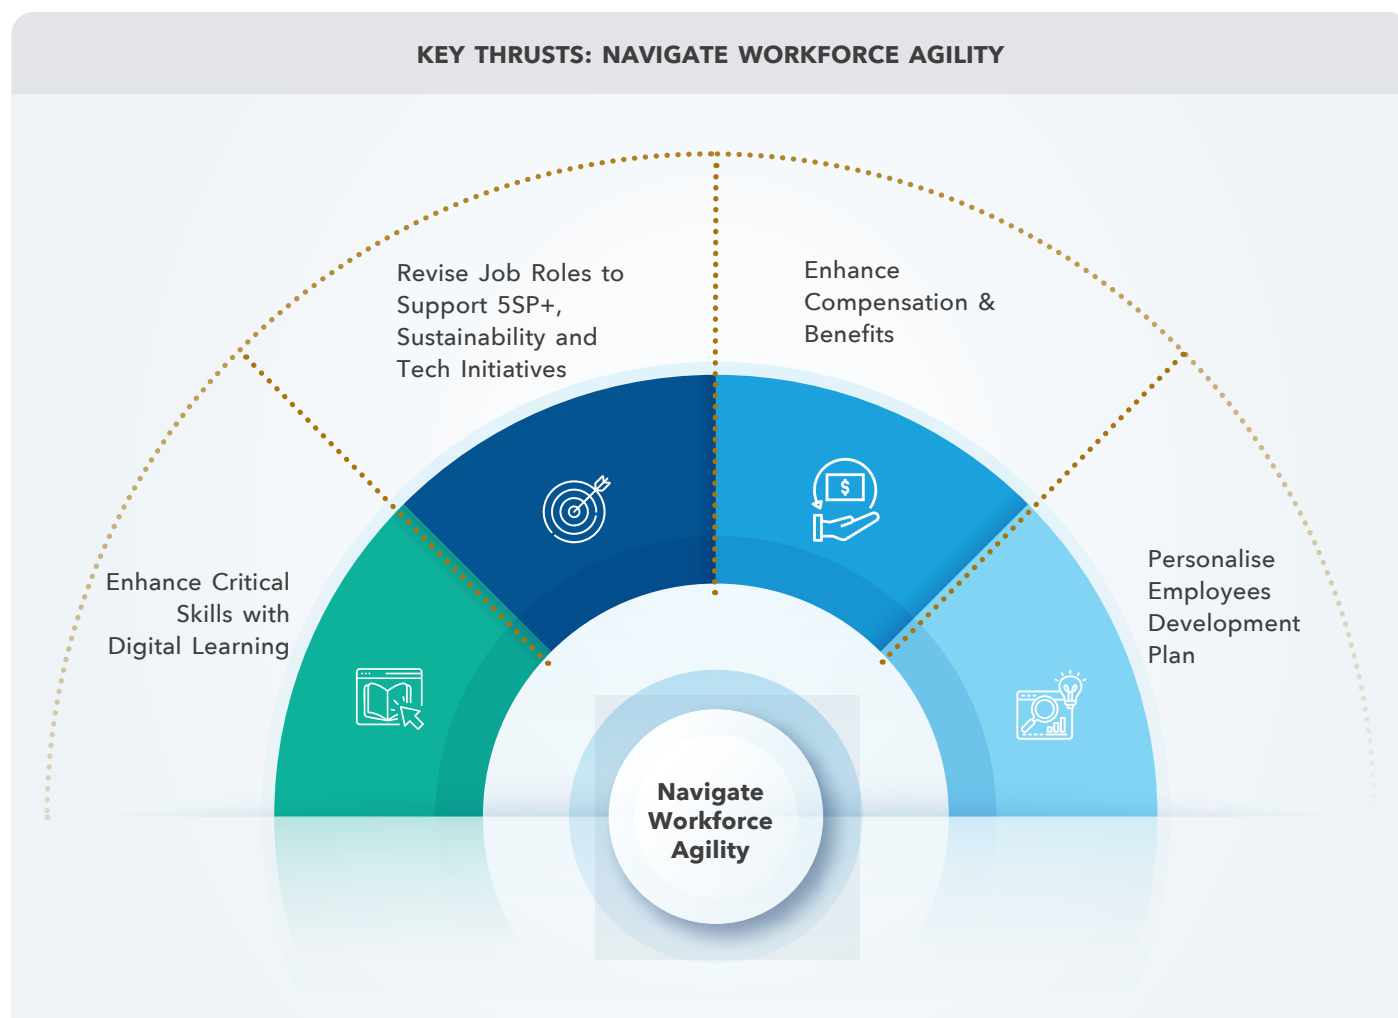 KEY THRUSTS: NAVIGATE WORKFORCE AGILITY
Revise Job Roles to
Support 5SP+,
Sustainability and
Tech Initiatives
Enhance
Compensation &
Benefits
Enhance Critical
Skills with
Digital Learning
Personalise
Employees
Development
Plan
$
Navigate
Workforce
Agility